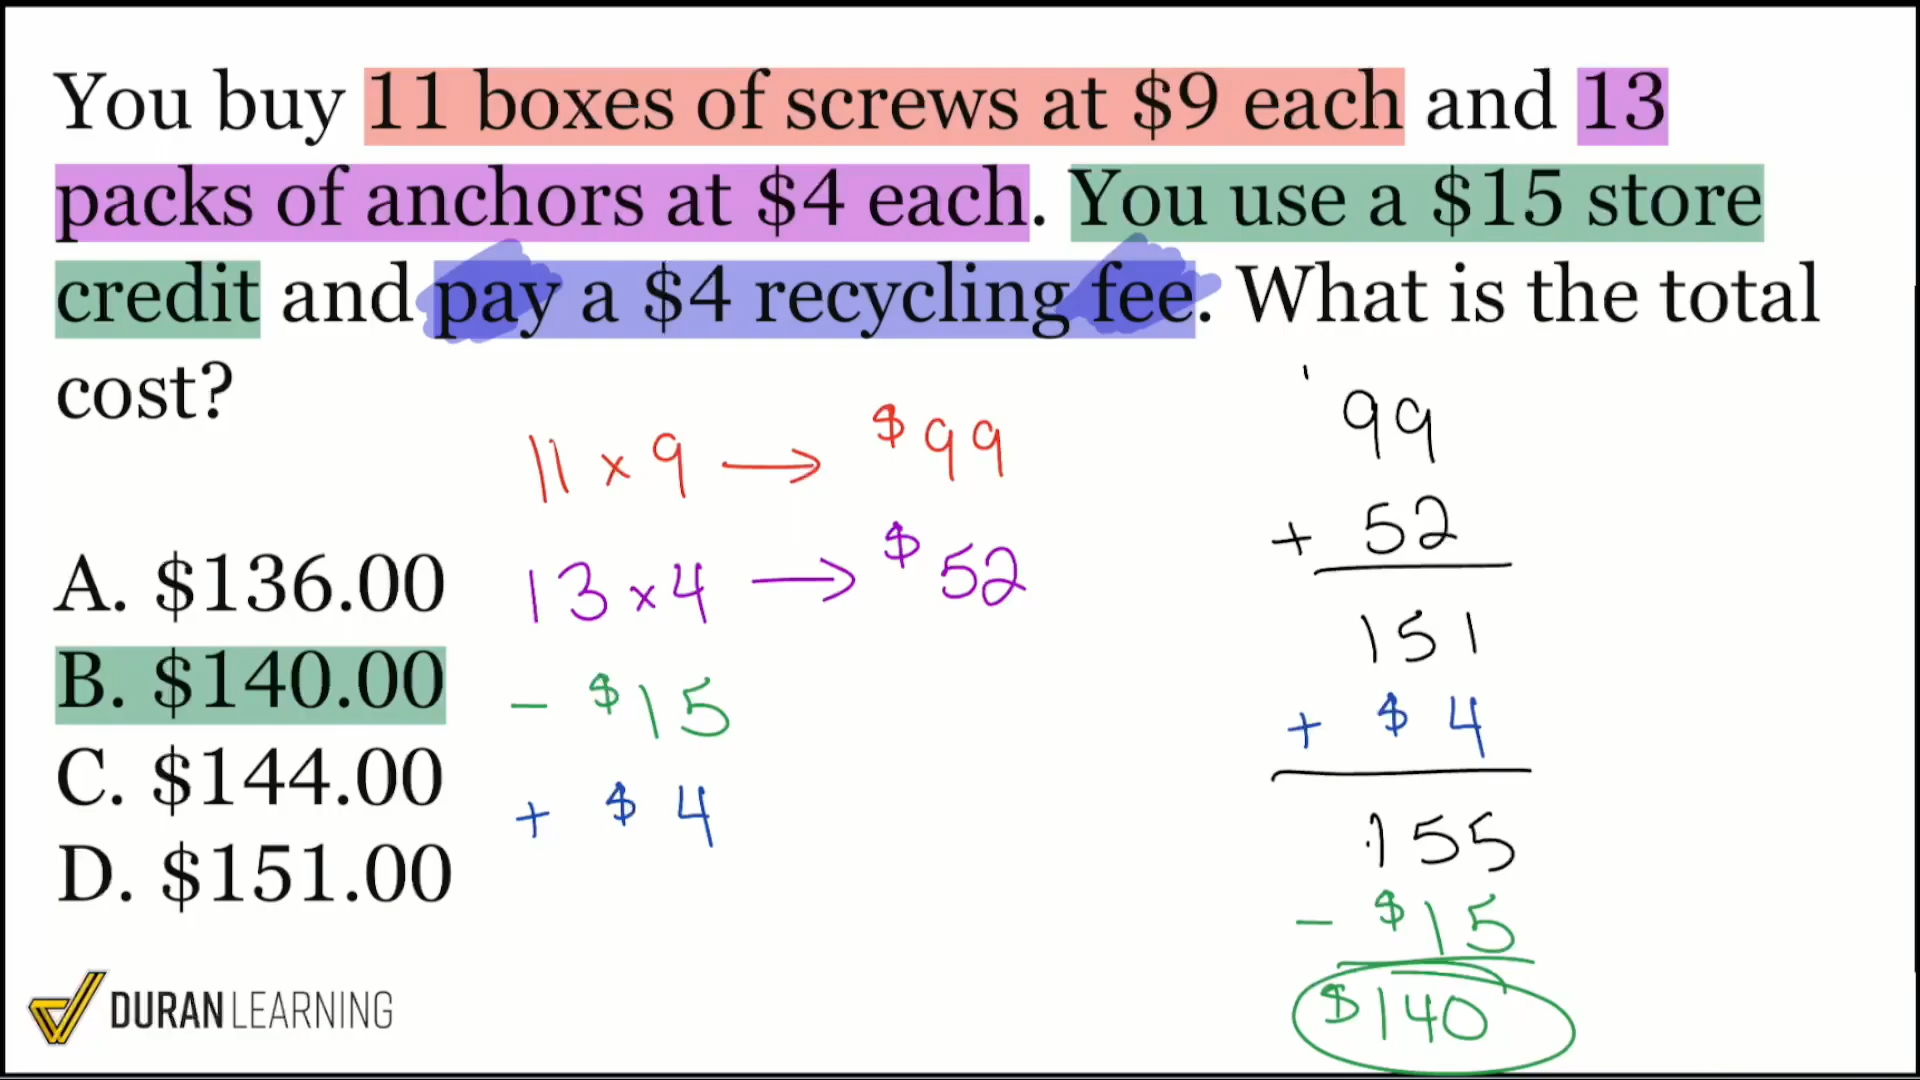 You buy 11 boxes of screws at $9 each and 13
packs of anchors at $4 each. You use a $15 store
credit and pay a $4 recycling fee. What is the total
cost?
11 x 9 → $99
13 x 4 → $52
- $15
+ $4
A. $136.00
B. $140.00
C. $144.00
D. $151.00
99
+ 52
151
+ $4
155
- $15
$140
DURAN LEARNING